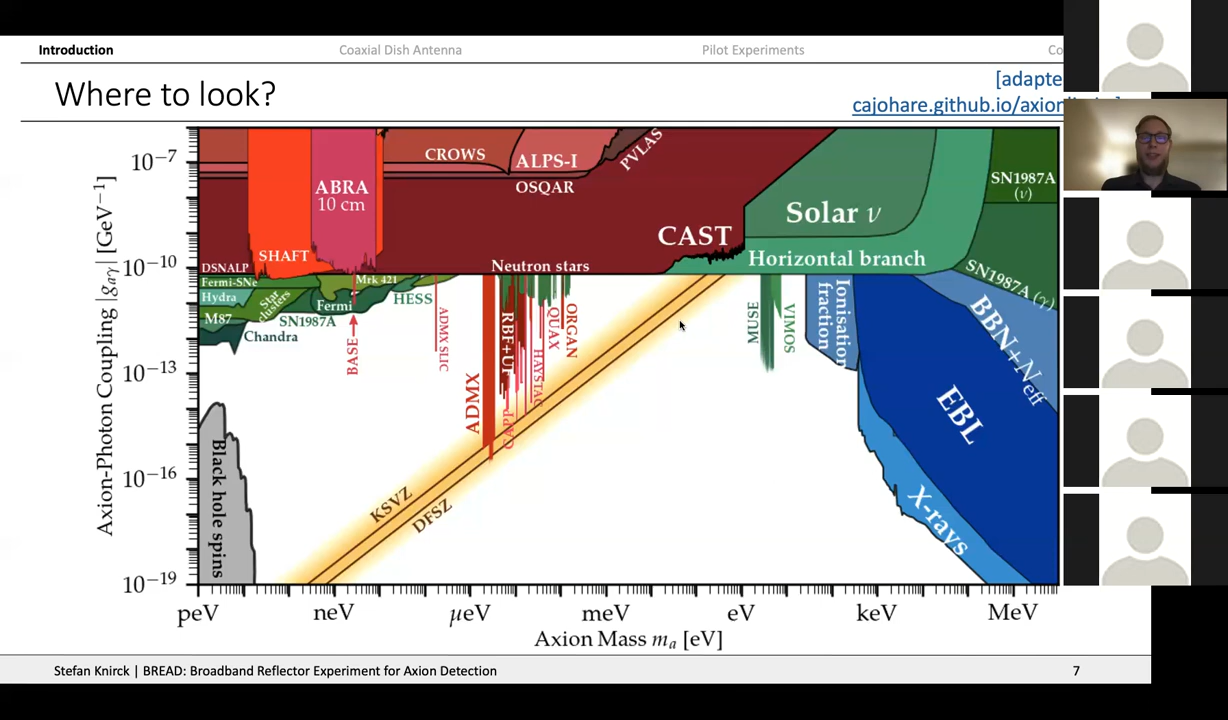 Introduction
Coaxial Dish Antenna
Pilot Experiments
Co
Where to look?
[adapte
cajohare.github.io/axion
Axion-Photon Coupling |gaγ| [GeV⁻¹]
10⁻⁷
10⁻¹⁰
10⁻¹³
10⁻¹⁶
10⁻¹⁹
CROWS
ALPS-I
PVLAS
OSQAR
ABRA
10 cm
SHAFT
CAST
Solar ν
Horizontal branch
SN1987A
(ν)
SN1987A (γ)
Neutron stars
DSNALP
Fermi-SNe
Hydra
M87
Star
clusters
Chandra
SN1987A
Fermi
Mrk 421
HESS
BASE
ADMX SLIC
ADMX
RBF+UF
CAPP
HAYSTAC
QUAX
ORGAN
MUSE
VIMOS
Ionisation
fraction
BBN+Neff
EBL
X-rays
Black hole spins
KSVZ
DFSZ
peV
neV
μeV
meV
eV
keV
MeV
Axion Mass ma [eV]
Stefan Knirck | BREAD: Broadband Reflector Experiment for Axion Detection
7